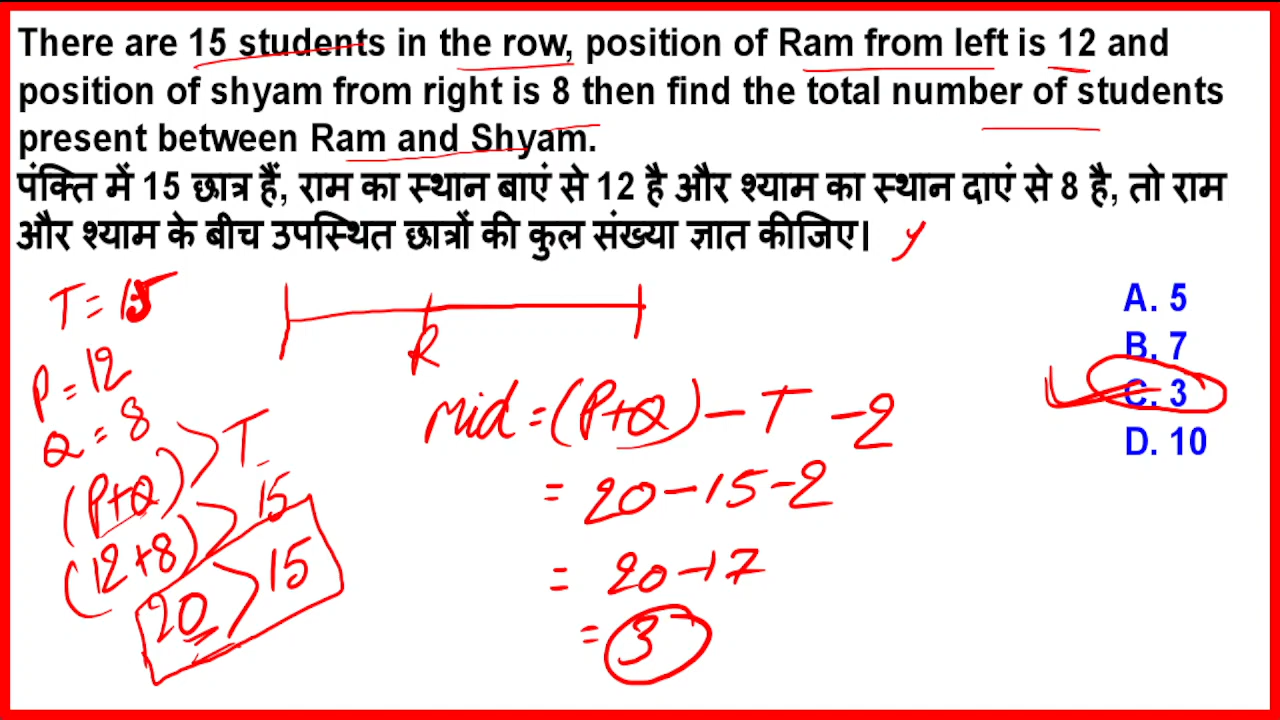 There are 15 students in the row, position of Ram from left is 12 and
position of shyam from right is 8 then find the total number of students
present between Ram and Shyam.
पंक्ति में 15 छात्र हैं, राम का स्थान बाएं से 12 है और श्याम का स्थान दाएं से 8 है, तो राम
और श्याम के बीच उपस्थित छात्रों की कुल संख्या ज्ञात कीजिए।
A. 5
B. 7
C. 3
D. 10
T = 15
P = 12
Q = 8
(P+Q) > T
(12+8) > 15
20 > 15
R
mid = (P+Q) - T - 2
= 20 - 15 - 2
= 20 - 17
= 3